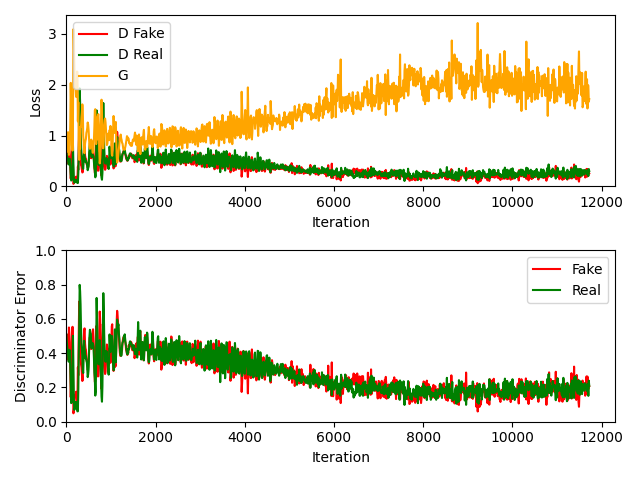 3
2
1
0
Loss
D Fake
D Real
G
0 2000 4000 6000 8000 10000 12000
Iteration
1.0
0.8
0.6
0.4
0.2
0.0
Discriminator Error
Fake
Real
0 2000 4000 6000 8000 10000 12000
Iteration